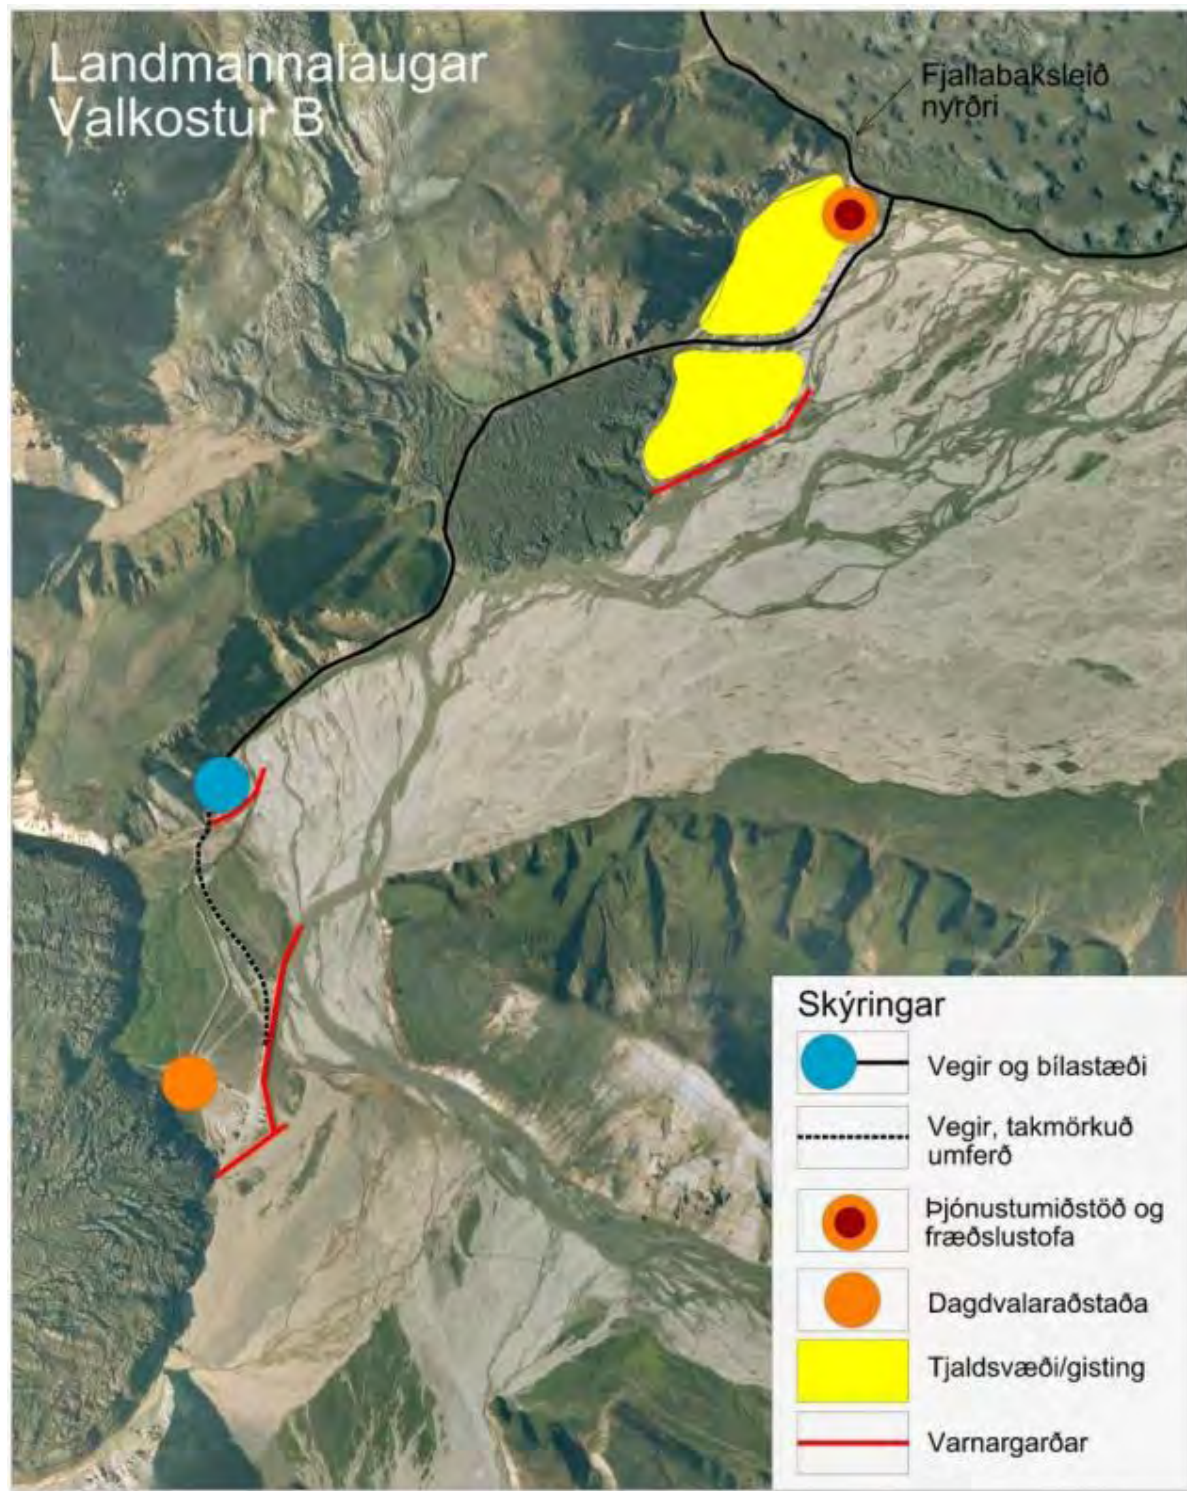 Landmannalaugar
Valkostur B
Fjallabaksleið
nyrðri
Skýringar
Vegir og bílastæði
Vegir, takmörkuð
umferð
Þjónustumiðstöð og
fræðslustofa
Dagdvalaraðstaða
Tjaldsvæði/gisting
Varnargarðar